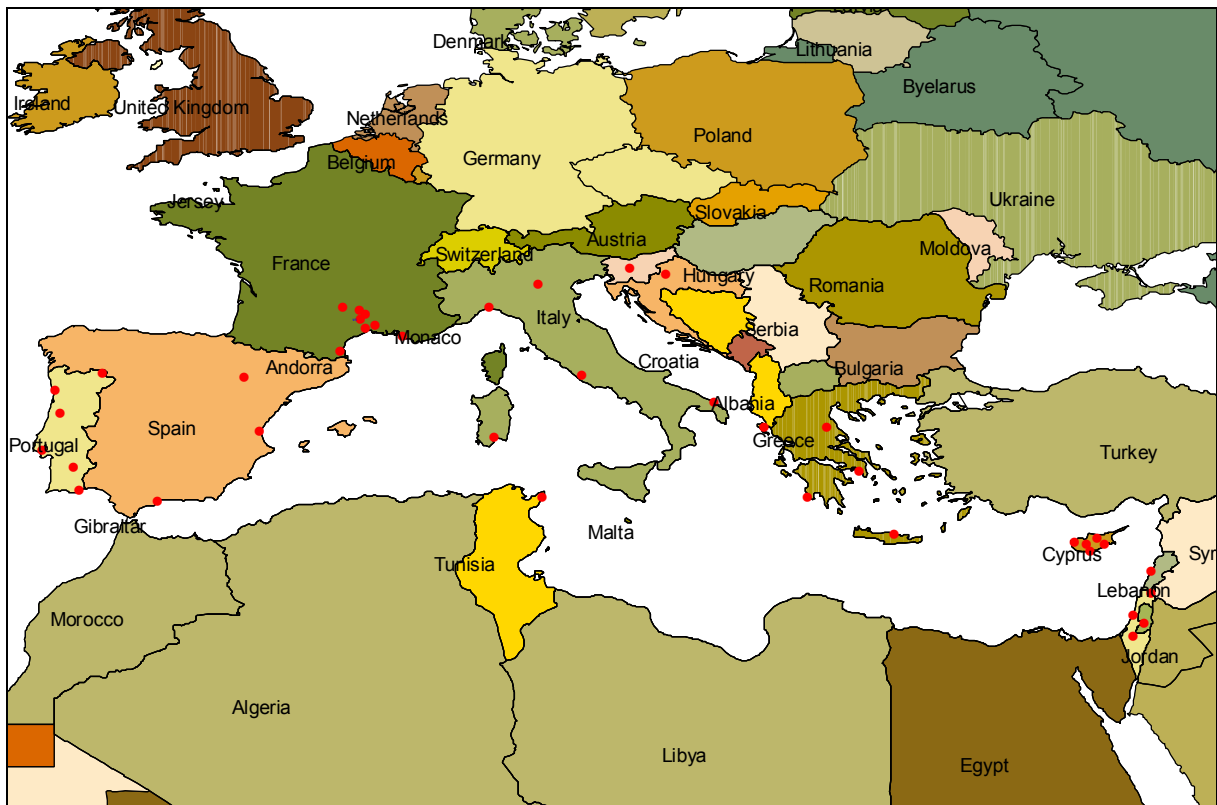 Denmark
Lithuania
Byelarus
Ireland
United Kingdom
Netherlands
Poland
Belgium
Germany
Ukraine
Jersey
Slovakia
Austria
Moldova
France
Switzerland
Hungary
Romania
Italy
Serbia
Monaco
Croatia
Andorra
Bulgaria
Albania
Spain
Greece
Portugal
Turkey
Gibraltar
Malta
Cyprus
Syr
Tunisia
Lebanon
Morocco
Jordan
Algeria
Libya
Egypt